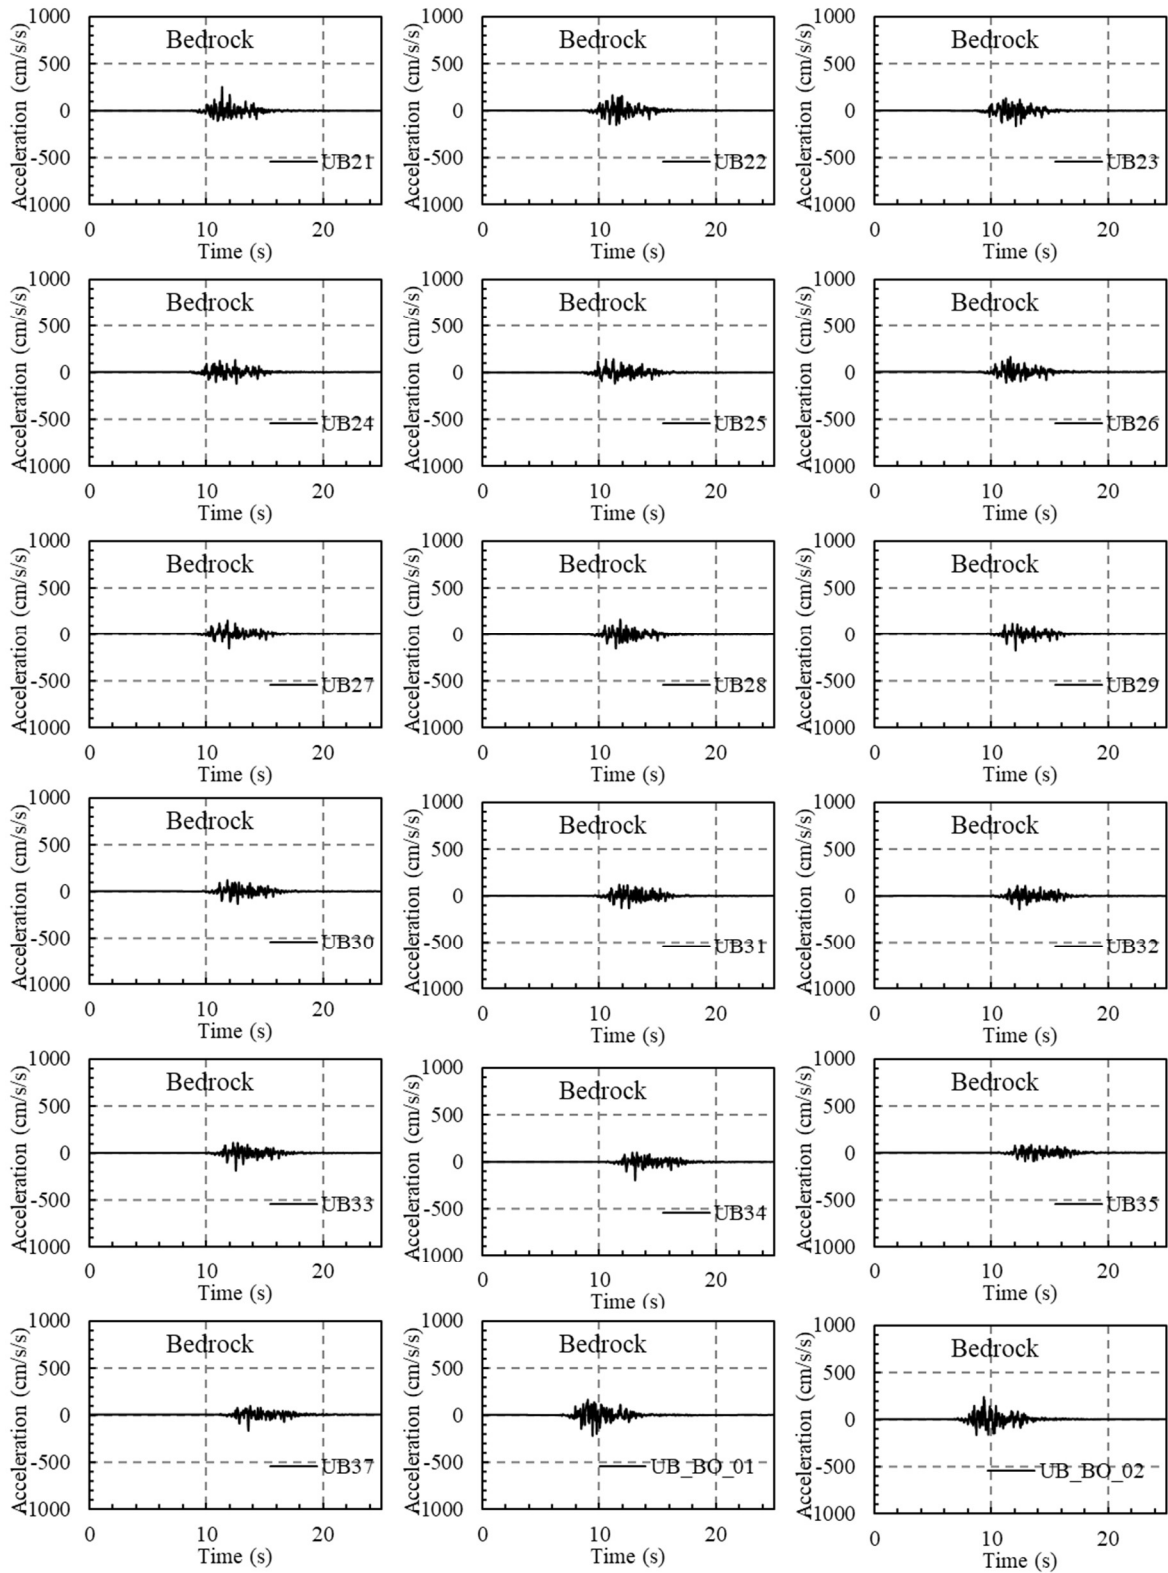 Acceleration (cm/s/s)
1000
Bedrock
500
0
-500
UB21
-1000
0 10 20
Time (s)
Acceleration (cm/s/s)
1000
Bedrock
500
0
-500
UB22
-1000
0 10 20
Time (s)
Acceleration (cm/s/s)
1000
Bedrock
500
0
-500
UB23
-1000
0 10 20
Time (s)
Acceleration (cm/s/s)
1000
Bedrock
500
0
-500
UB24
-1000
0 10 20
Time (s)
Acceleration (cm/s/s)
1000
Bedrock
500
0
-500
UB25
-1000
0 10 20
Time (s)
Acceleration (cm/s/s)
1000
Bedrock
500
0
-500
UB26
-1000
0 10 20
Time (s)
Acceleration (cm/s/s)
1000
Bedrock
500
0
-500
UB27
-1000
0 10 20
Time (s)
Acceleration (cm/s/s)
1000
Bedrock
500
0
-500
UB28
-1000
0 10 20
Time (s)
Acceleration (cm/s/s)
1000
Bedrock
500
0
-500
UB29
-1000
0 10 20
Time (s)
Acceleration (cm/s/s)
1000
Bedrock
500
0
-500
UB30
-1000
0 10 20
Time (s)
Acceleration (cm/s/s)
1000
Bedrock
500
0
-500
UB31
-1000
0 10 20
Time (s)
Acceleration (cm/s/s)
1000
Bedrock
500
0
-500
UB32
-1000
0 10 20
Time (s)
Acceleration (cm/s/s)
1000
Bedrock
500
0
-500
UB33
-1000
0 10 20
Time (s)
Acceleration (cm/s/s)
1000
Bedrock
500
0
-500
UB34
-1000
0 10 20
Time (s)
Acceleration (cm/s/s)
1000
Bedrock
500
0
-500
UB35
-1000
0 10 20
Time (s)
Acceleration (cm/s/s)
1000
Bedrock
500
0
-500
UB37
-1000
0 10 20
Time (s)
Acceleration (cm/s/s)
1000
Bedrock
500
0
-500
UB_BO_01
-1000
0 10 20
Time (s)
Acceleration (cm/s/s)
1000
Bedrock
500
0
-500
UB_BO_02
-1000
0 10 20
Time (s)